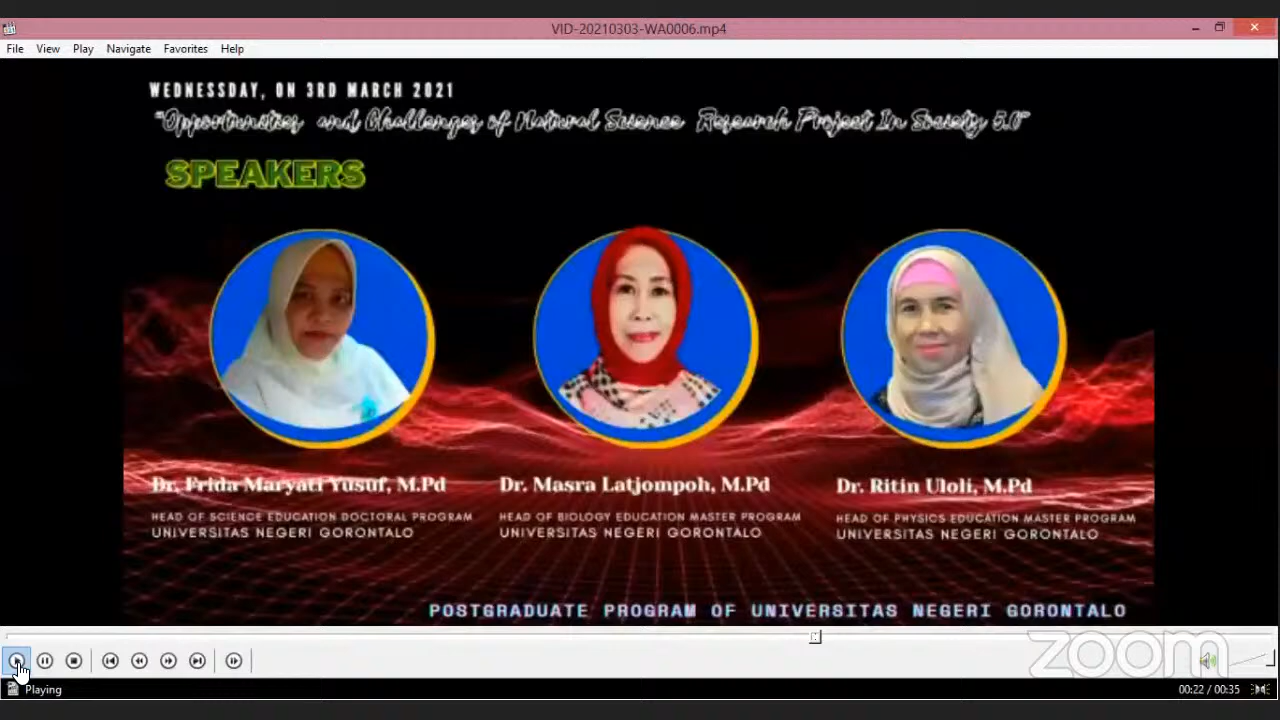 VID-20210303-WA0006.mp4
File View Play Navigate Favorites Help
WEDNESSDAY, ON 3RD MARCH 2021
"Opportunities and Challenges of Natural Science Research Project In Society 5.0"
SPEAKERS
Dr. Frida Maryati Yusuf, M.Pd
HEAD OF SCIENCE EDUCATION DOCTORAL PROGRAM
UNIVERSITAS NEGERI GORONTALO
Dr. Masra Latjompoh, M.Pd
HEAD OF BIOLOGY EDUCATION MASTER PROGRAM
UNIVERSITAS NEGERI GORONTALO
Dr. Ritin Uloli, M.Pd
HEAD OF PHYSICS EDUCATION MASTER PROGRAM
UNIVERSITAS NEGERI GORONTALO
POSTGRADUATE PROGRAM OF UNIVERSITAS NEGERI GORONTALO
zoom
Playing
00:22 / 00:35